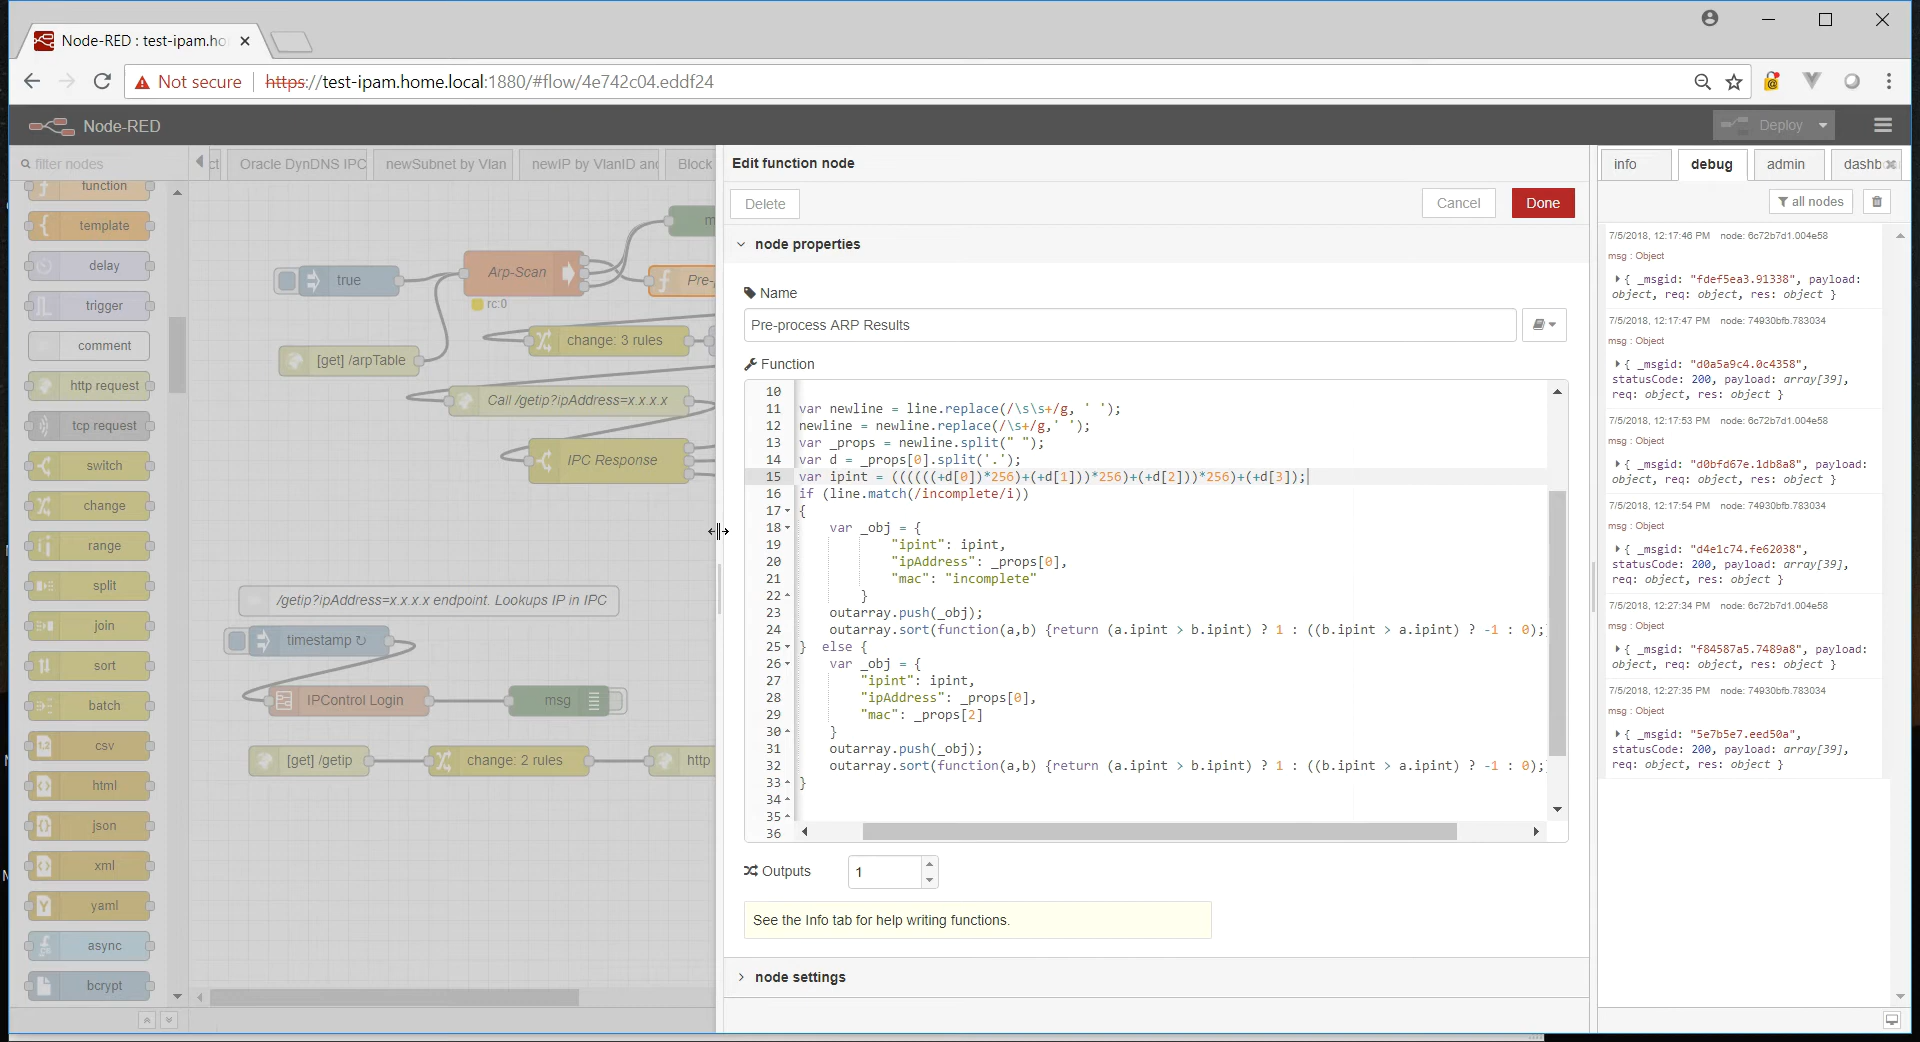 Node-RED : test-ipam.ho
Not secure
https://test-ipam.home.local:1880/#flow/4e742c04.eddf24
Node-RED
Deploy
filter nodes
function
template
delay
trigger
comment
http request
tcp request
switch
change
range
split
join
sort
batch
csv
html
json
xml
yaml
async
bcrypt
Oracle DynDNS IPC
newSubnet by Vlan
newIP by VlanID and
Block
true
Arp-Scan
rc:0
Pre-
[get] /arpTable
change: 3 rules
Call /getip?ipAddress=x.x.x.x
IPC Response
/getip?ipAddress=x.x.x.x endpoint. Lookups IP in IPC
timestamp ↻
IPControl Login
msg
[get] /getip
change: 2 rules
http
Edit function node
Delete
Cancel
Done
node properties
Name
Pre-process ARP Results
Function
10
11 var newline = line.replace(/\s\s+/g, ' ');
12 newline = newline.replace(/\s+/g,' ');
13 var _props = newline.split(" ");
14 var d = _props[0].split('.');
15 var ipint = ((((((+d[0])*256)+(+d[1]))*256)+(+d[2]))*256)+(+d[3]);
16 if (line.match(/incomplete/i))
17 {
18 var _obj = {
19 "ipint": ipint,
20 "ipAddress": _props[0],
21 "mac": "incomplete"
22 }
23 outarray.push(_obj);
24 outarray.sort(function(a,b) {return (a.ipint > b.ipint) ? 1 : ((b.ipint > a.ipint) ? -1 : 0);
25 } else {
26 var _obj = {
27 "ipint": ipint,
28 "ipAddress": _props[0],
29 "mac": _props[2]
30 }
31 outarray.push(_obj);
32 outarray.sort(function(a,b) {return (a.ipint > b.ipint) ? 1 : ((b.ipint > a.ipint) ? -1 : 0);
33 }
34
35
36
Outputs
1
See the Info tab for help writing functions.
node settings
info
debug
admin
dashb
all nodes
7/5/2018, 12:17:46 PM node: 6c72b7d1.004e58
msg : Object
{ _msgid: "fdef5ea3.91338", payload:
object, req: object, res: object }
7/5/2018, 12:17:47 PM node: 74930bfb.783034
msg : Object
{ _msgid: "d0a5a9c4.0c4358",
statusCode: 200, payload: array[39],
req: object, res: object }
7/5/2018, 12:17:53 PM node: 6c72b7d1.004e58
msg : Object
{ _msgid: "d0bfd67e.1db8a8", payload:
object, req: object, res: object }
7/5/2018, 12:17:54 PM node: 74930bfb.783034
msg : Object
{ _msgid: "d4e1c74.fe62038",
statusCode: 200, payload: array[39],
req: object, res: object }
7/5/2018, 12:27:34 PM node: 6c72b7d1.004e58
msg : Object
{ _msgid: "f84587a5.7489a8", payload:
object, req: object, res: object }
7/5/2018, 12:27:35 PM node: 74930bfb.783034
msg : Object
{ _msgid: "5e7b5e7.eed50a",
statusCode: 200, payload: array[39],
req: object, res: object }